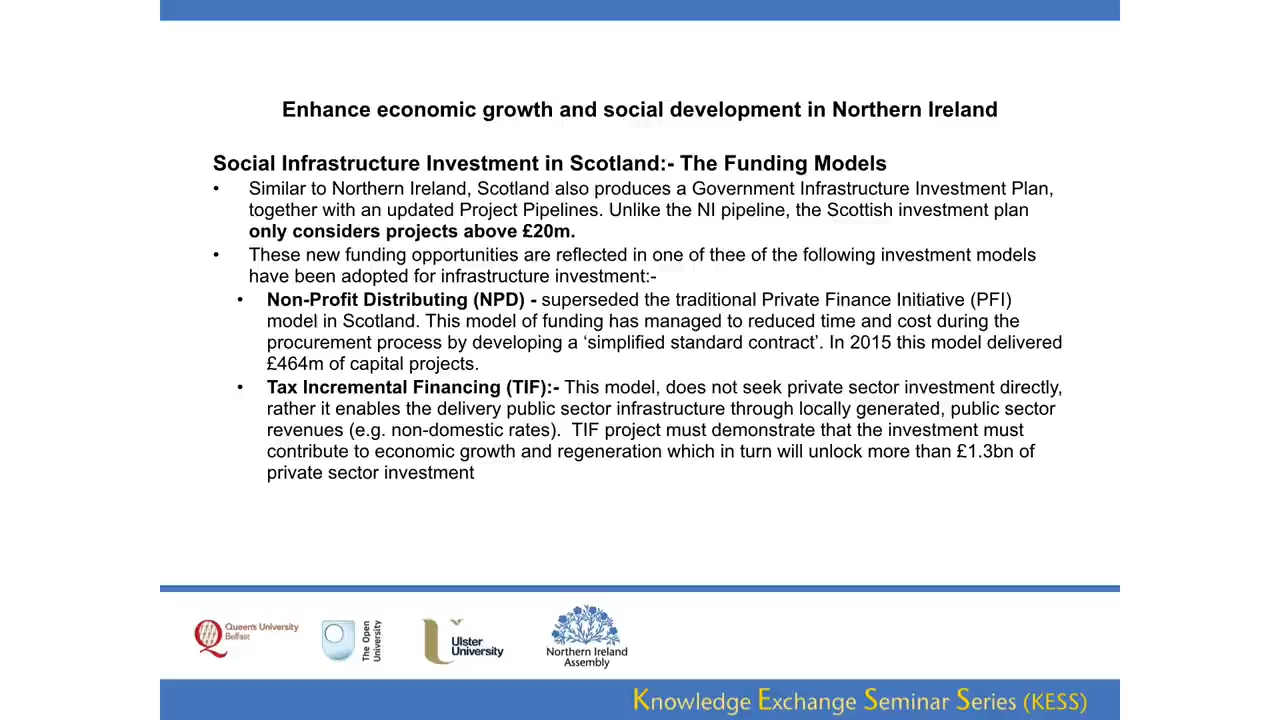 Enhance economic growth and social development in Northern Ireland
Social Infrastructure Investment in Scotland:- The Funding Models
• Similar to Northern Ireland, Scotland also produces a Government Infrastructure Investment Plan,
together with an updated Project Pipelines. Unlike the NI pipeline, the Scottish investment plan
only considers projects above £20m.
• These new funding opportunities are reflected in one of thee of the following investment models
have been adopted for infrastructure investment:-
• Non-Profit Distributing (NPD) - superseded the traditional Private Finance Initiative (PFI)
model in Scotland. This model of funding has managed to reduced time and cost during the
procurement process by developing a ‘simplified standard contract’. In 2015 this model delivered
£464m of capital projects.
• Tax Incremental Financing (TIF):- This model, does not seek private sector investment directly,
rather it enables the delivery public sector infrastructure through locally generated, public sector
revenues (e.g. non-domestic rates).  TIF project must demonstrate that the investment must
contribute to economic growth and regeneration which in turn will unlock more than £1.3bn of
private sector investment
Queen's University
Belfast
The Open
University
Ulster
University
Northern Ireland
Assembly
Knowledge Exchange Seminar Series (KESS)